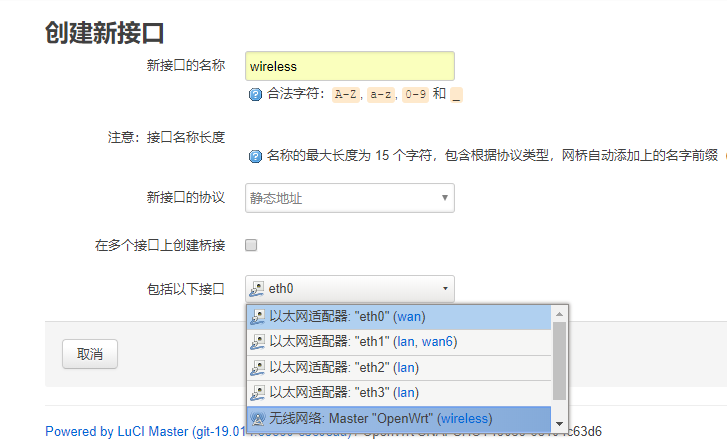 创建新接口
新接口的名称 wireless
合法字符：A-Z, a-z, 0-9 和 _
注意：接口名称长度
名称的最大长度为 15 个字符，包含根据协议类型，网桥自动添加上的名字前缀
新接口的协议 静态地址
在多个接口上创建桥接
包括以下接口 eth0
以太网适配器: "eth0" (wan)
以太网适配器: "eth1" (lan, wan6)
以太网适配器: "eth2" (lan)
以太网适配器: "eth3" (lan)
无线网络: Master "OpenWrt" (wireless)
取消
Powered by LuCI Master (git-19.01
c63d6